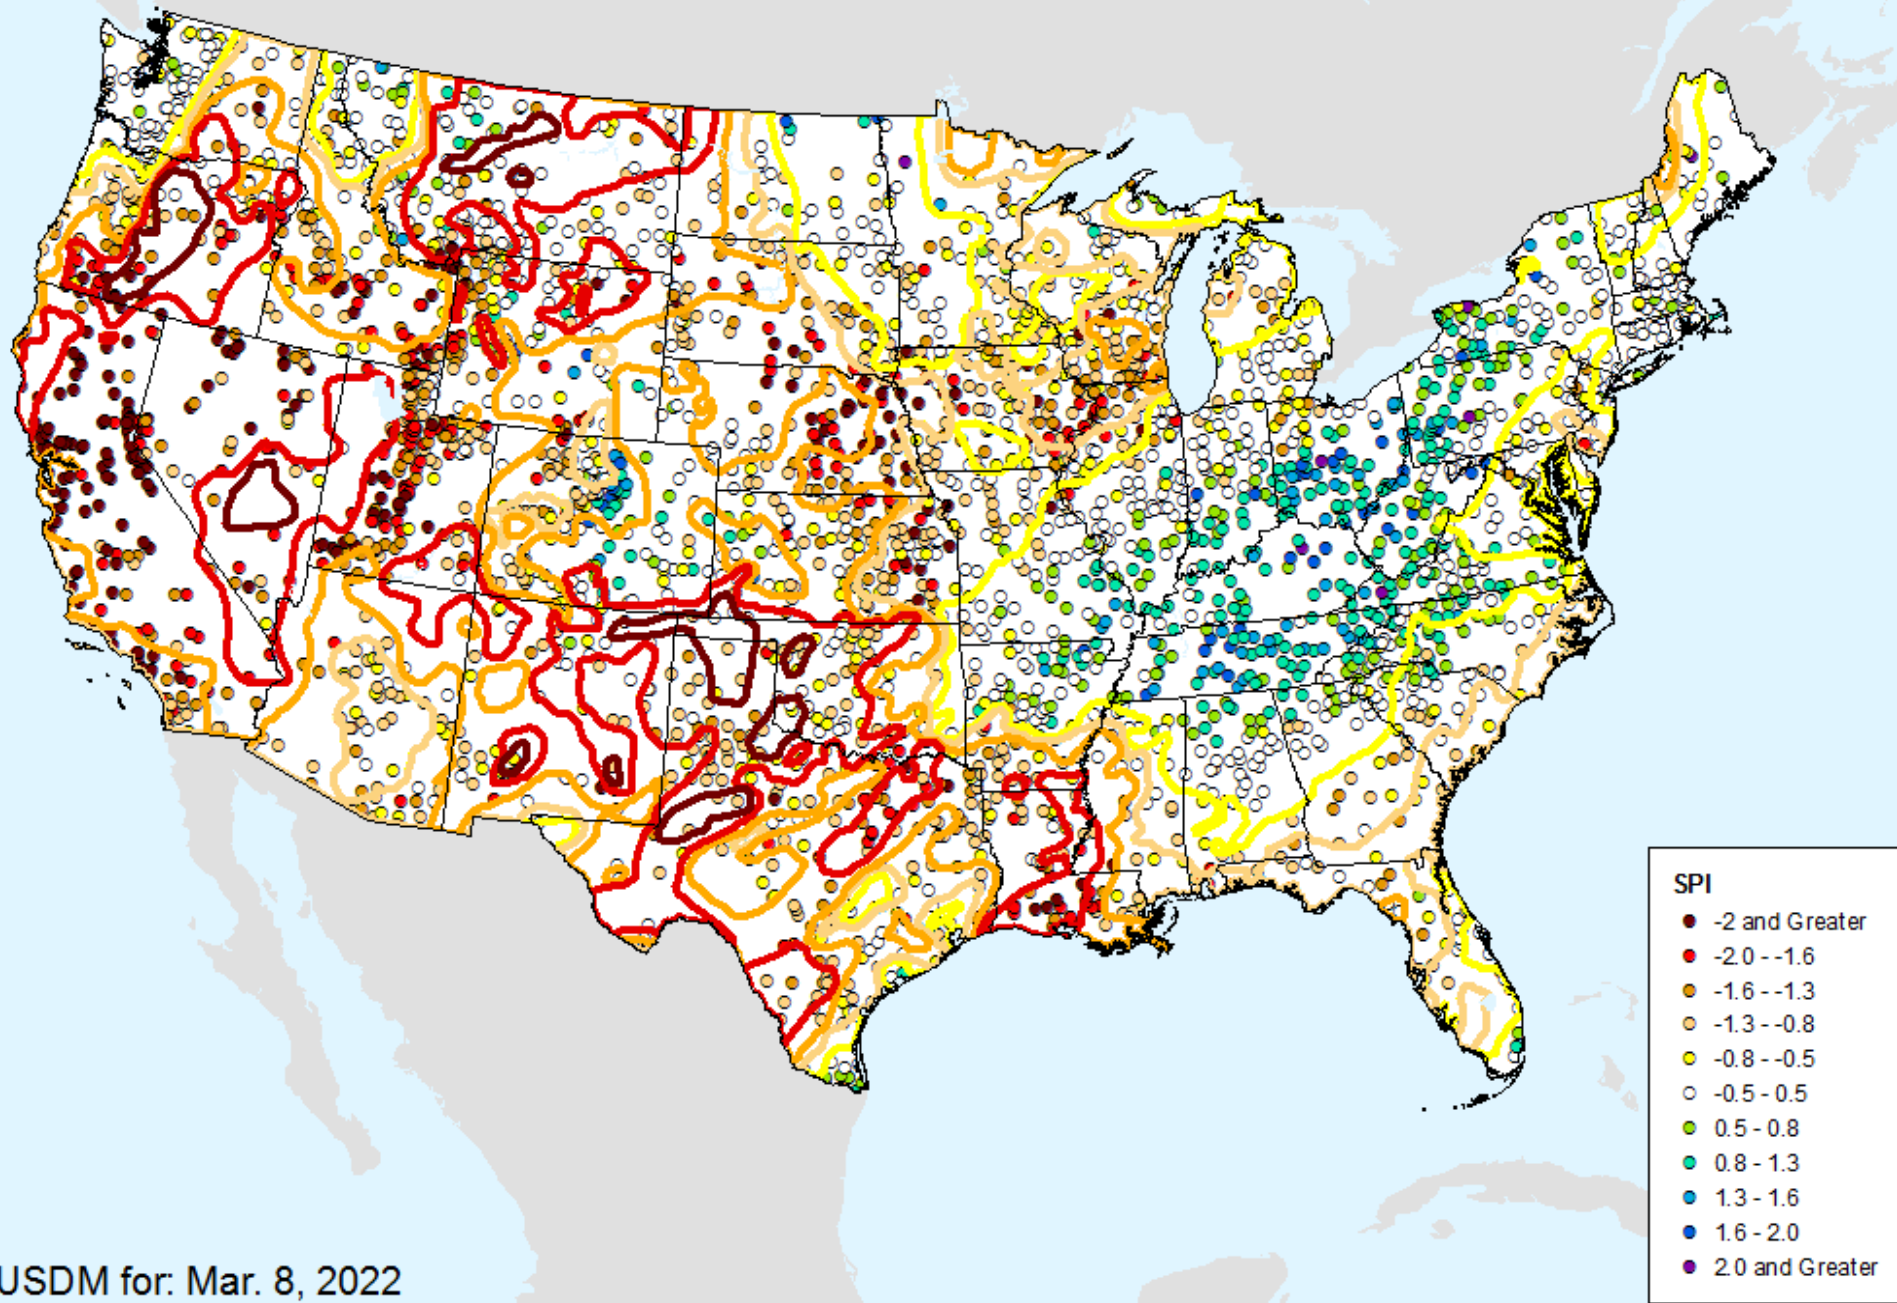 SPI
-2 and Greater
-2.0 - -1.6
-1.6 - -1.3
-1.3 - -0.8
-0.8 - -0.5
-0.5 - 0.5
0.5 - 0.8
0.8 - 1.3
1.3 - 1.6
1.6 - 2.0
2.0 and Greater
USDM for: Mar. 8, 2022